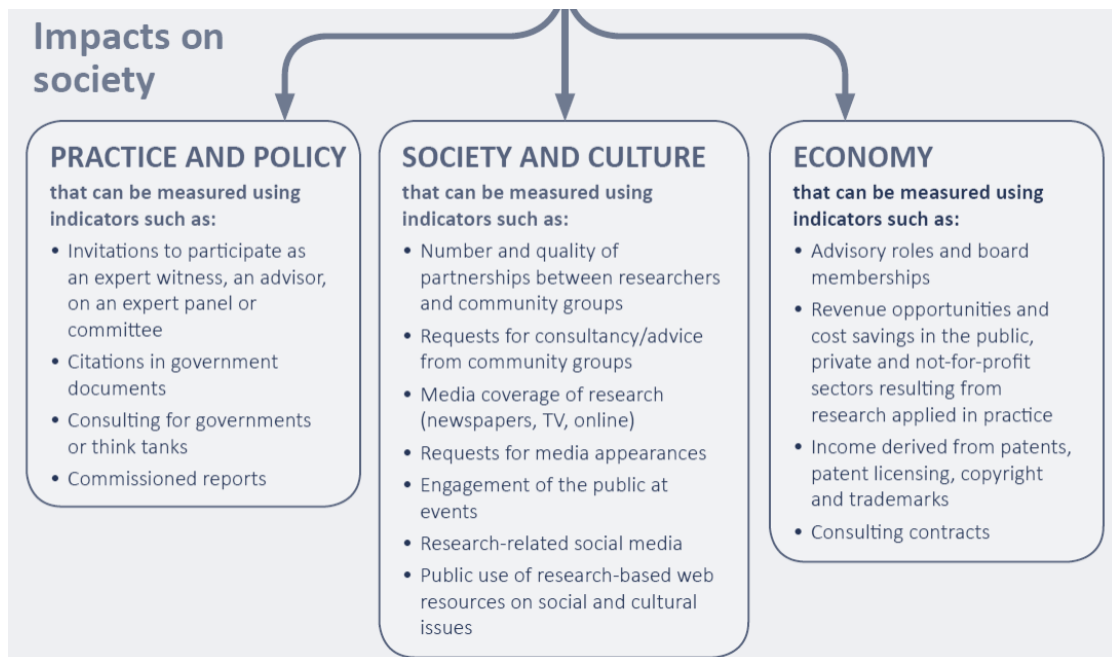 Impacts on
society
PRACTICE AND POLICY
that can be measured using
indicators such as:
• Invitations to participate as
an expert witness, an advisor,
on an expert panel or
committee
• Citations in government
documents
• Consulting for governments
or think tanks
• Commissioned reports
SOCIETY AND CULTURE
that can be measured using
indicators such as:
• Number and quality of
partnerships between researchers
and community groups
• Requests for consultancy/advice
from community groups
• Media coverage of research
(newspapers, TV, online)
• Requests for media appearances
• Engagement of the public at
events
• Research-related social media
• Public use of research-based web
resources on social and cultural
issues
ECONOMY
that can be measured using
indicators such as:
• Advisory roles and board
memberships
• Revenue opportunities and
cost savings in the public,
private and not-for-profit
sectors resulting from
research applied in practice
• Income derived from patents,
patent licensing, copyright
and trademarks
• Consulting contracts